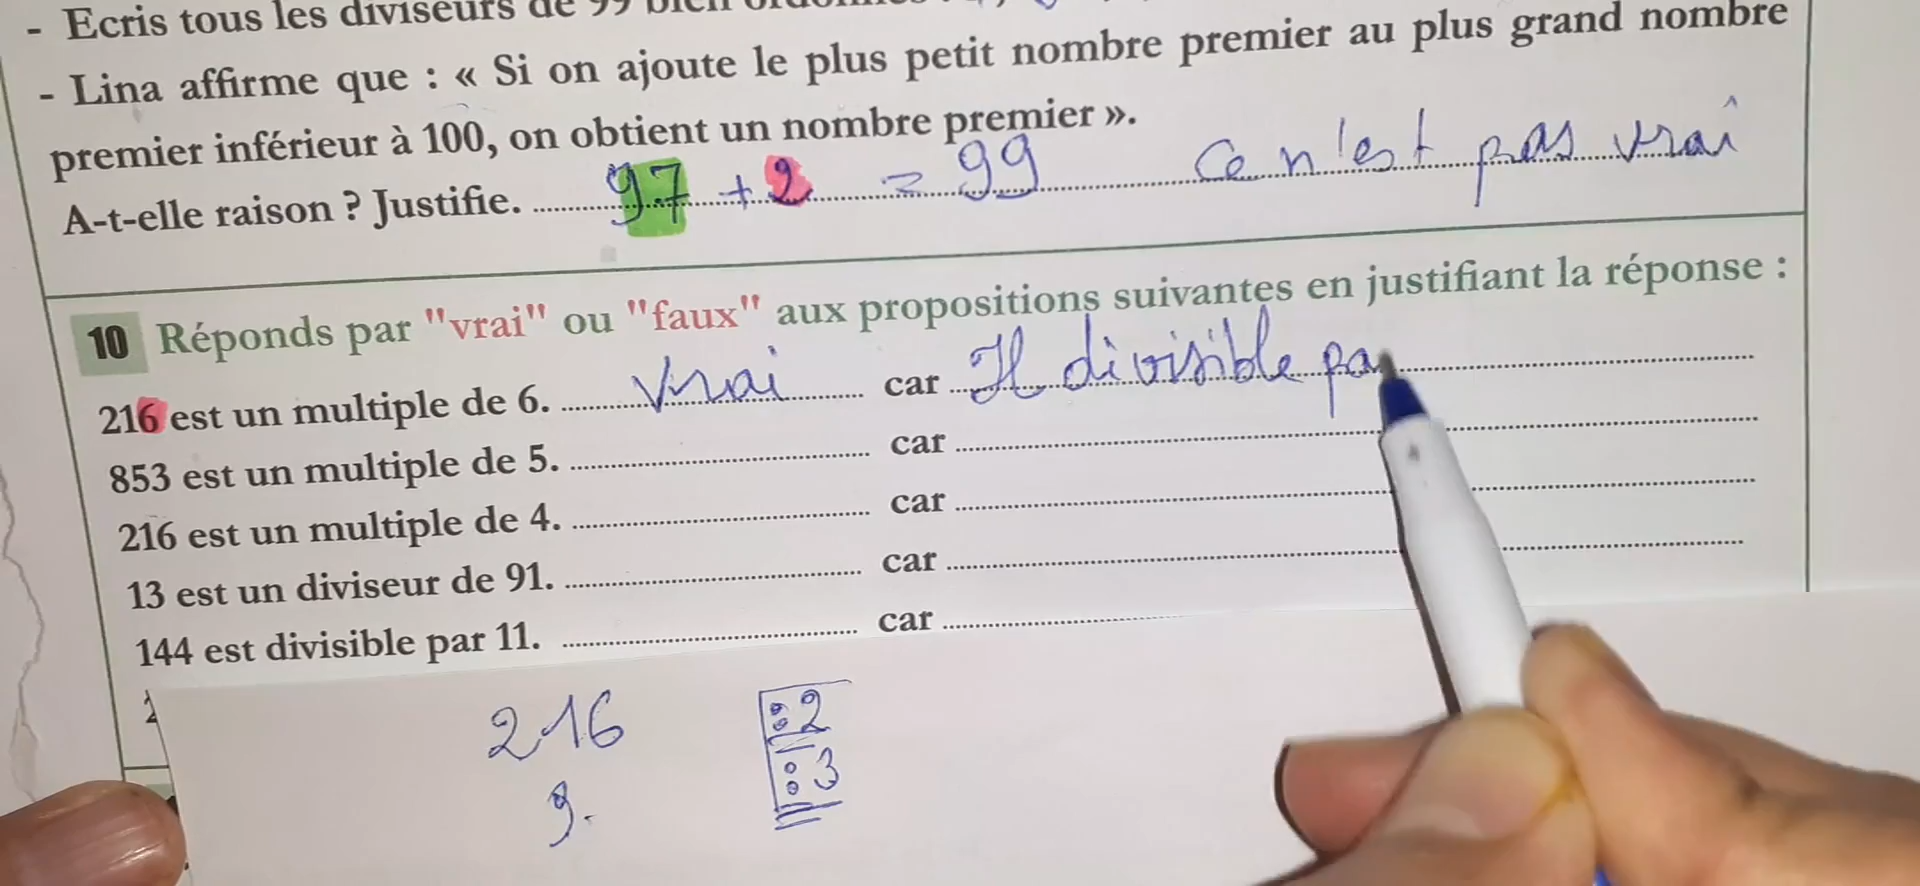 - Ecris tous les diviseurs de 99 bien
- Lina affirme que : « Si on ajoute le plus petit nombre premier au plus grand nombre
premier inférieur à 100, on obtient un nombre premier ».
A-t-elle raison ? Justifie. 97 + 2 = 99 Ce n'est pas vrai
10 Réponds par "vrai" ou "faux" aux propositions suivantes en justifiant la réponse :
216 est un multiple de 6. Vrai car Il divisible pa
853 est un multiple de 5. car
216 est un multiple de 4. car
13 est un diviseur de 91. car
144 est divisible par 11. car
216 :2
9. :3